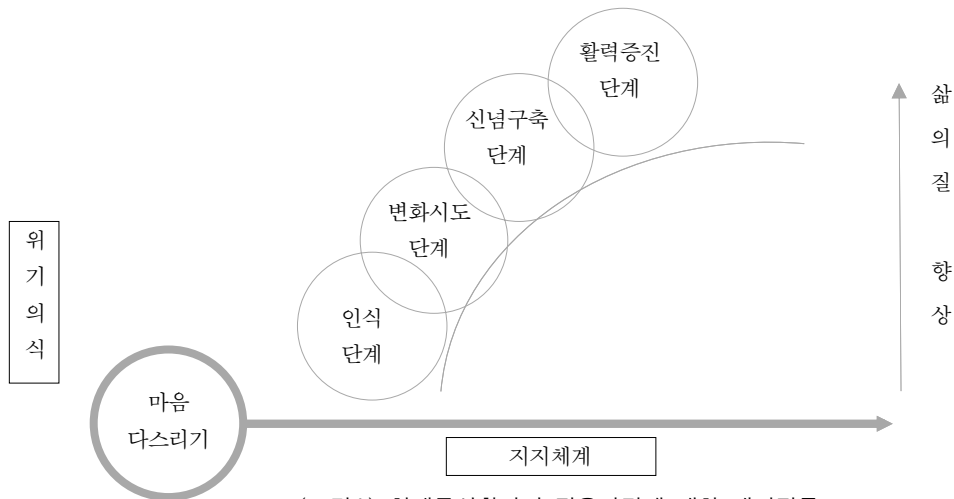 활력증진
단계
신념구축
단계
변화시도
단계
인식
단계
위
기
의
식
마음
다스리기
지지체계
삶
의
질
향
상